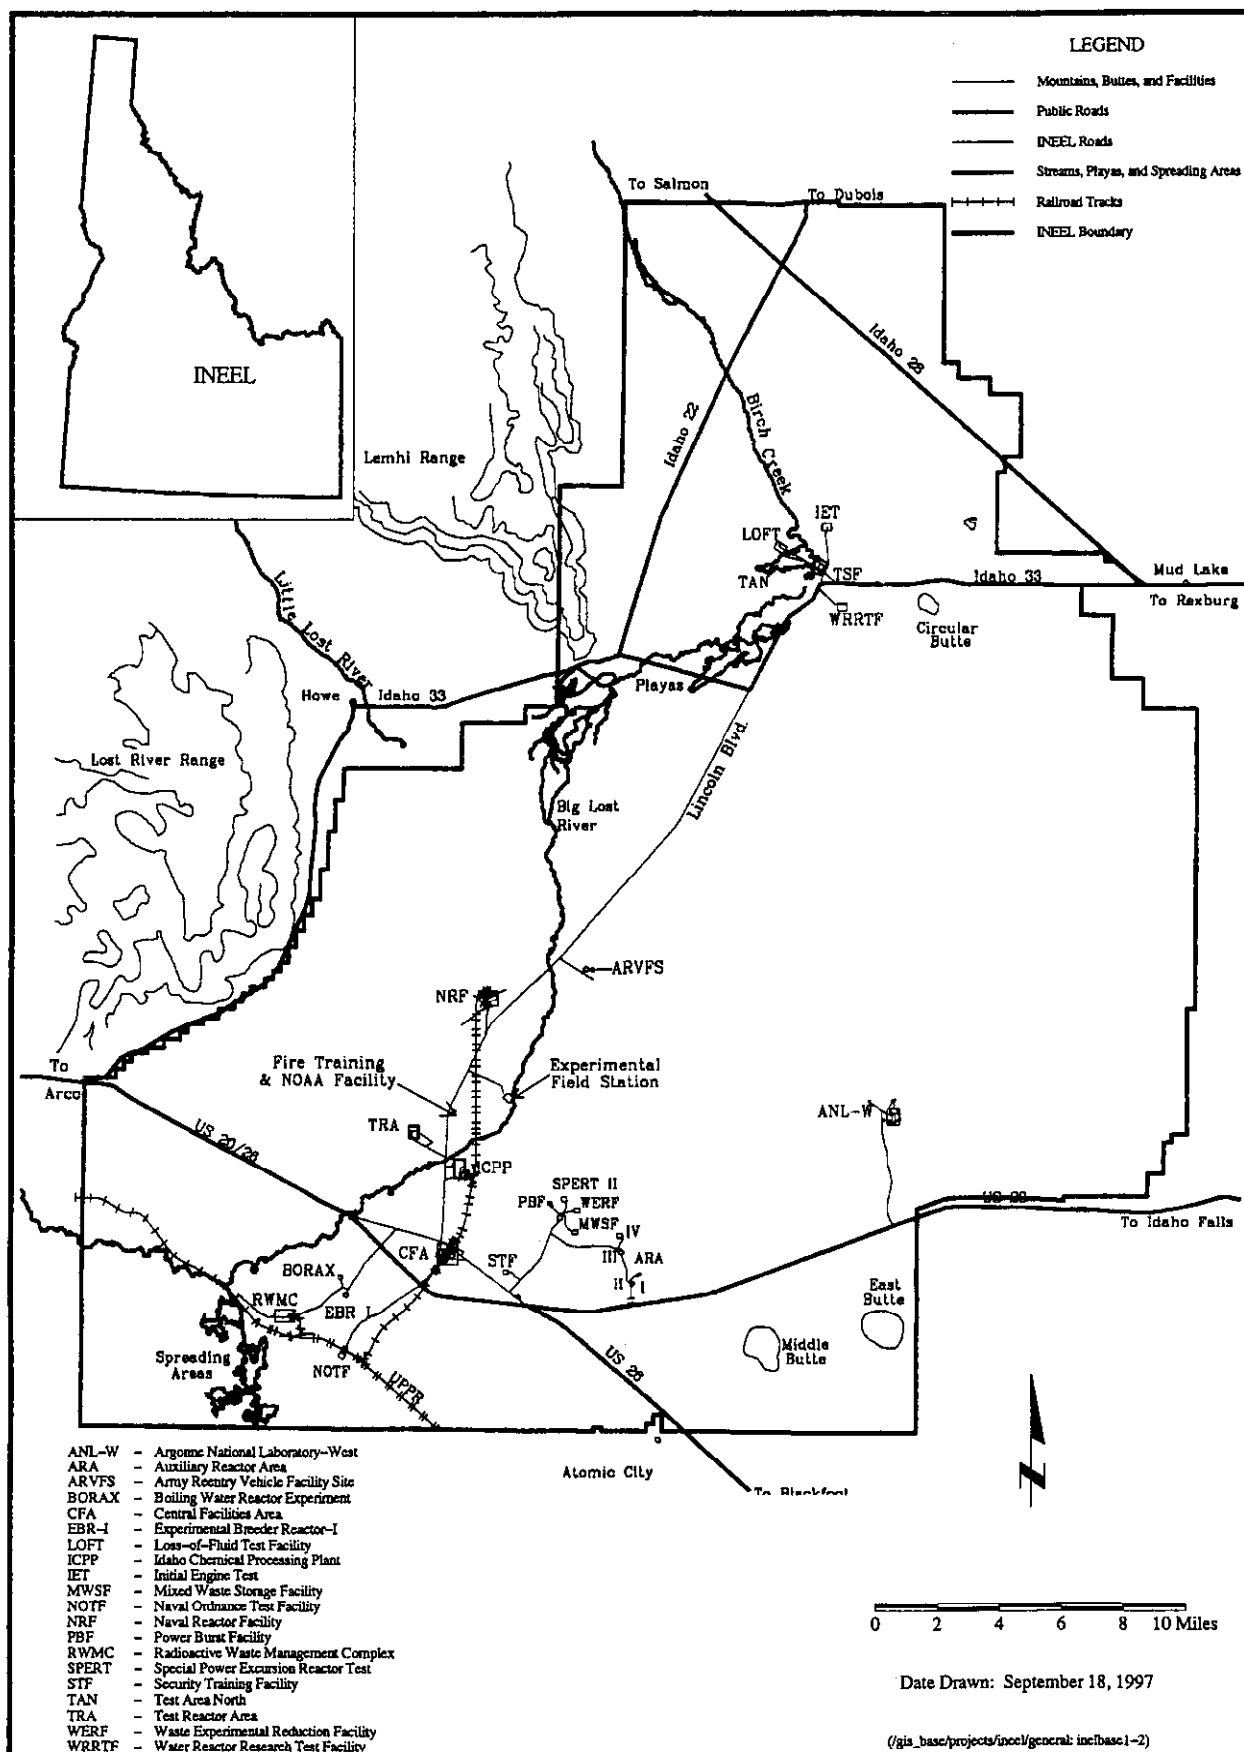 LEGEND
Mountains, Buttes, and Facilities
Public Roads
INEEL Roads
Streams, Playas, and Spreading Areas
Railroad Tracks
INEEL Boundary
INEEL
To Salmon
To Dubois
Idaho 28
Idaho 22
Birch Creek
Lemhi Range
IET
LOFT
TAN
TSF
Idaho 33
Mud Lake
To Rexburg
WRRTF
Circular
Butte
Little Lost River
Howe
Idaho 33
Playas
Lincoln Blvd.
Lost River Range
Big Lost
River
ARVFS
NRF
To
Arco
Fire Training
& NOAA Facility
Experimental
Field Station
ANL-W
US 20/26
TRA
ICPP
SPERT II
PBF
WERF
MWSF
IV
III
ARA
II
I
US 20
To Idaho Falls
CFA
STF
BORAX
RWMC
EBR I
East
Butte
Middle
Butte
Spreading
Areas
NOTF
UPPR
US 26
Atomic City
To Blackfoot
ANL-W – Argonne National Laboratory-West
ARA – Auxiliary Reactor Area
ARVFS – Army Reentry Vehicle Facility Site
BORAX – Boiling Water Reactor Experiment
CFA – Central Facilities Area
EBR-I – Experimental Breeder Reactor-I
LOFT – Loss-of-Fluid Test Facility
ICPP – Idaho Chemical Processing Plant
IET – Initial Engine Test
MWSF – Mixed Waste Storage Facility
NOTF – Naval Ordnance Test Facility
NRF – Naval Reactor Facility
PBF – Power Burst Facility
RWMC – Radioactive Waste Management Complex
SPERT – Special Power Excursion Reactor Test
STF – Security Training Facility
TAN – Test Area North
TRA – Test Reactor Area
WERF – Waste Experimental Reduction Facility
WRRTF – Water Reactor Research Test Facility
N
0 2 4 6 8 10 Miles
Date Drawn: September 18, 1997
(/gis_base/projects/ineel/general: inelbase1-2)